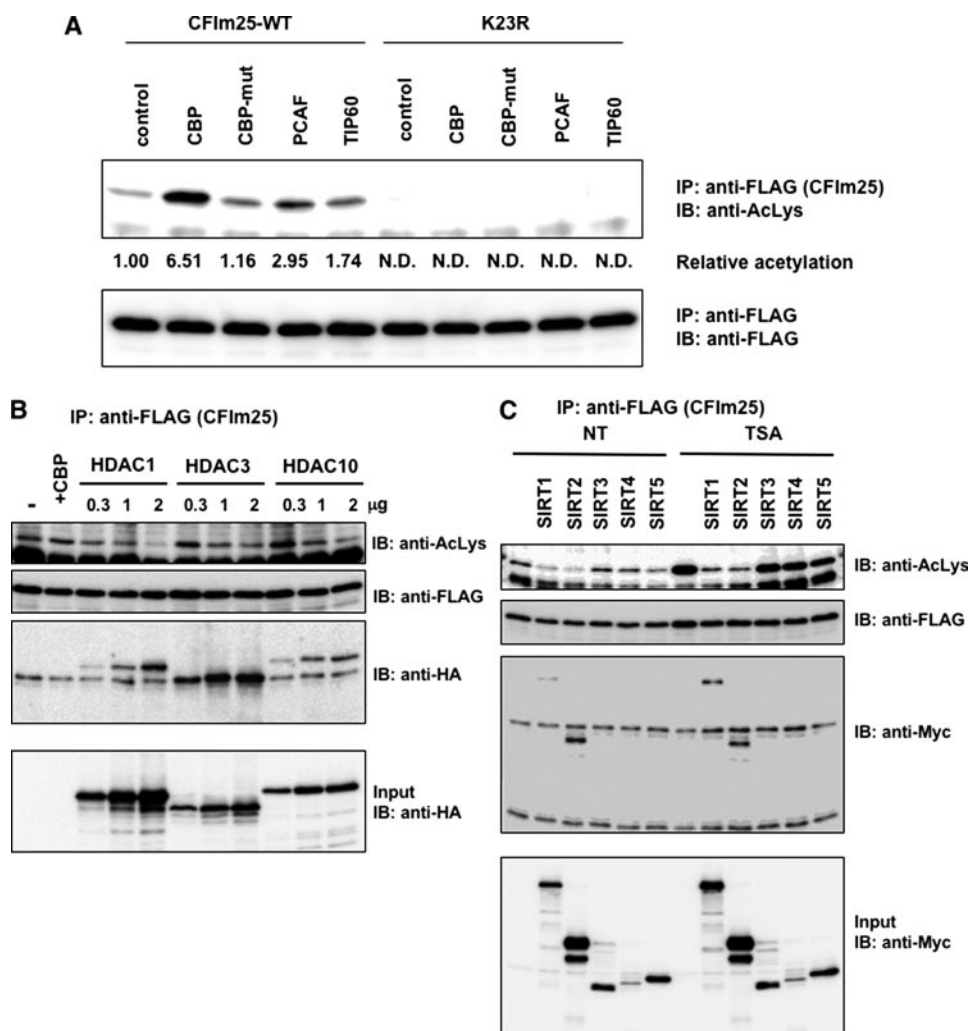 A
CFIm25-WT K23R
control CBP CBP-mut PCAF TIP60 control CBP CBP-mut PCAF TIP60
IP: anti-FLAG (CFIm25)
IB: anti-AcLys
1.00 6.51 1.16 2.95 1.74 N.D. N.D. N.D. N.D. N.D. Relative acetylation
IP: anti-FLAG
IB: anti-FLAG
B
IP: anti-FLAG (CFIm25)
- +CBP HDAC1 HDAC3 HDAC10
0.3 1 2 0.3 1 2 0.3 1 2 µg
IB: anti-AcLys
IB: anti-FLAG
IB: anti-HA
Input
IB: anti-HA
C
IP: anti-FLAG (CFIm25)
NT TSA
SIRT1 SIRT2 SIRT3 SIRT4 SIRT5 SIRT1 SIRT2 SIRT3 SIRT4 SIRT5
IB: anti-AcLys
IB: anti-FLAG
IB: anti-Myc
Input
IB: anti-Myc